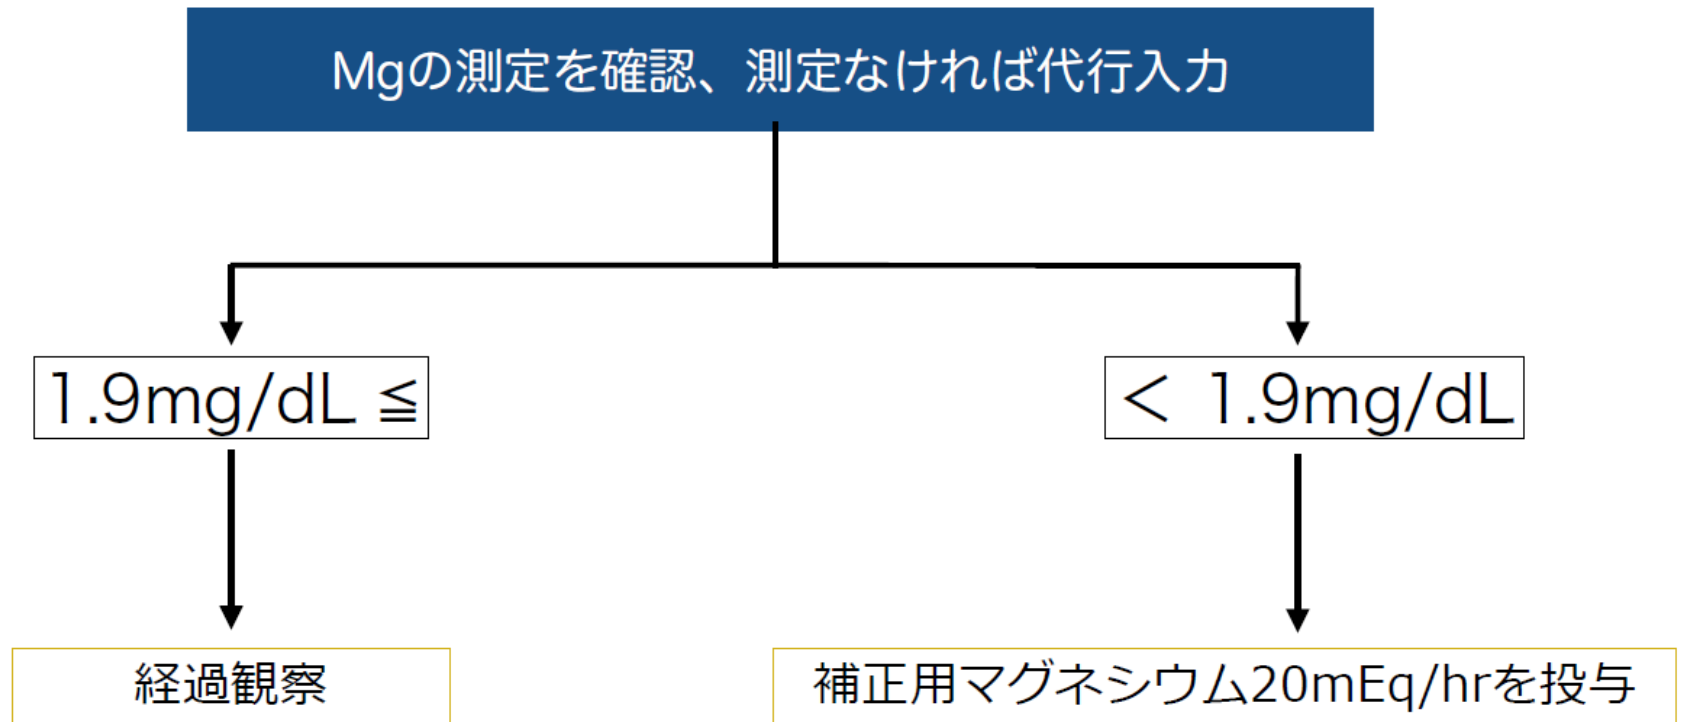 Mgの測定を確認、測定なければ代行入力
1.9mg/dL ≦
< 1.9mg/dL
経過観察
補正用マグネシウム20mEq/hrを投与